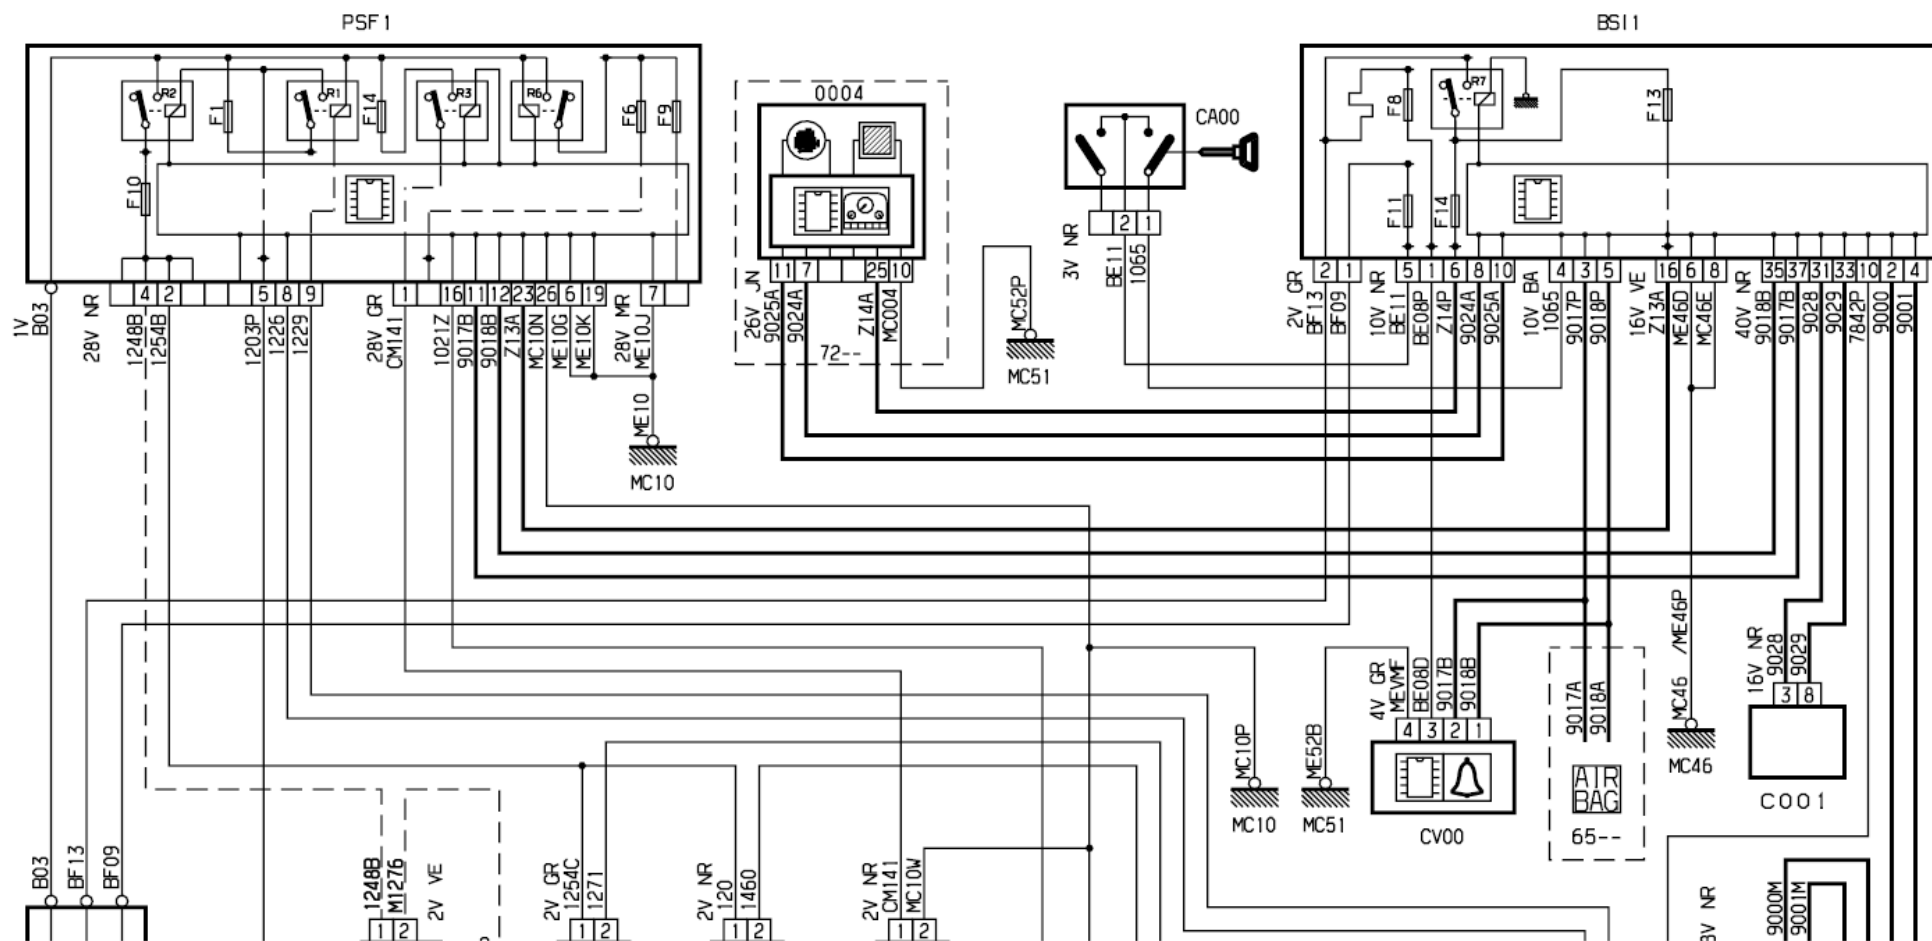 PSF1
BSI1
R2
F1
R1
F14
R3
R6
F6
F9
F10
0004
CA00
F8
R7
F13
F11
F14
1V
B03
28V NR
4 2 5 8 9
1248B
1254B
1203P
1226
1229
28V GR
1 16 11 12 23 26 6 19
CM141
1021Z
9017B
9018B
Z13A
MC10N
ME10G
ME10K
28V MR
7
ME10J
ME10
MC10
26V JN
11 7 25 10
9025A
9024A
Z14A
MC004
72--
MC52P
MC51
3V NR
2 1
BE11
1065
2V GR
2 1
BF13
BF09
10V NR
5 1 6 8 10
BE11
BE08P
Z14P
9024A
9025A
10V BA
4 3 5
1065
9017P
9018P
16V VE
16 6 8
Z13A
ME46D
MC46E
40V NR
35 37 31 33 10 2 4
9018B
9017B
9028
9029
7842P
9000
9001
MC10P
MC10
ME52B
MC51
4V GR
MEVMF
BE08D
9017B
9018B
4 3 2 1
CV00
9017A
9018A
AIR
BAG
65--
MC46 /ME46P
MC46
16V NR
9028
9029
3 8
C001
B03
BF13
BF09
1248B
M1276
2V VE
1 2
2V GR
1254C
1271
1 2
2V NR
120
1460
1 2
2V NR
CM141
MC10W
1 2
V NR
9000M
9001M